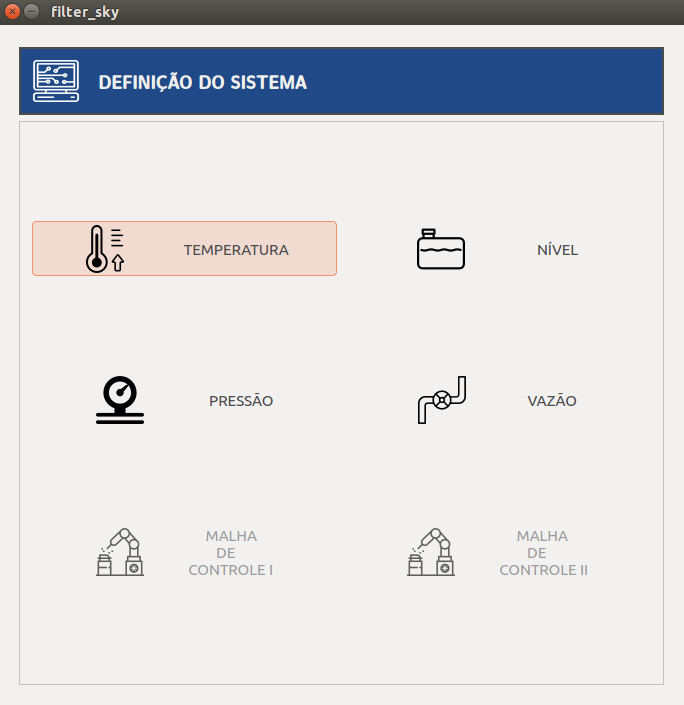 filter_sky
DEFINIÇÃO DO SISTEMA
TEMPERATURA
NÍVEL
PRESSÃO
VAZÃO
MALHA
DE
CONTROLE I
MALHA
DE
CONTROLE II